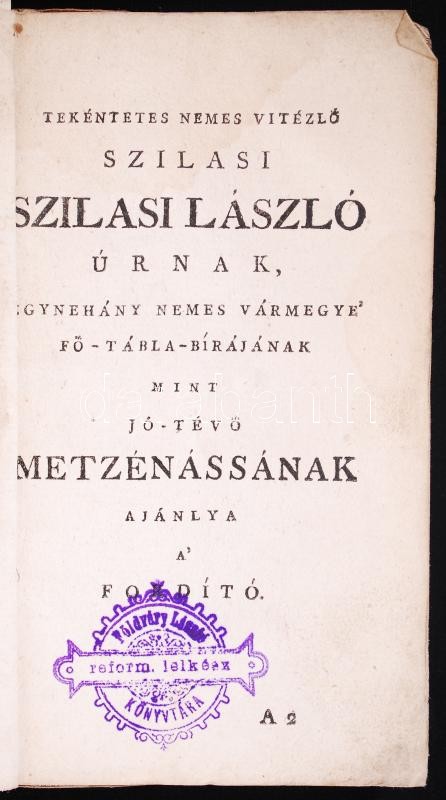 TEKÉNTETES NEMES VITÉZLŐ
SZILASI
SZILASI LÁSZLÓ
ÚRNAK,
EGYNEHÁNY NEMES VÁRMEGYE'
FŐ-TÁBLA-BÍRÁJÁNAK
MINT
JÓ-TÉVŐ
METZÉNÁSSÁNAK
AJÁNLYA
A'
FORDÍTÓ.
Földváry László
reform. lelkész
KÖNYVTÁRA
A 2